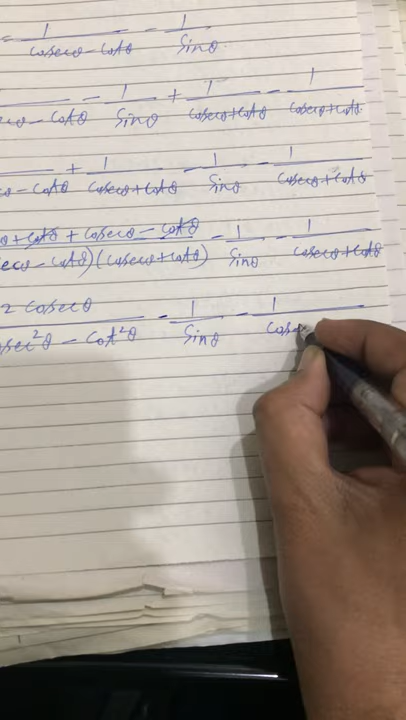 = 1/(cosecθ - cotθ) - 1/sinθ
- cotθ - 1/sinθ + 1/(cosecθ + cotθ) - 1/(cosecθ + cotθ)
- cotθ + 1/(cosecθ + cotθ) - 1/sinθ - 1/(cosecθ + cotθ)
θ + cotθ + cosecθ - cotθ/(ecθ - cotθ)(cosecθ + cotθ) - 1/sinθ - 1/(cosecθ + cotθ)
2 cosecθ/(osec²θ - cot²θ) - 1/sinθ - 1/cose